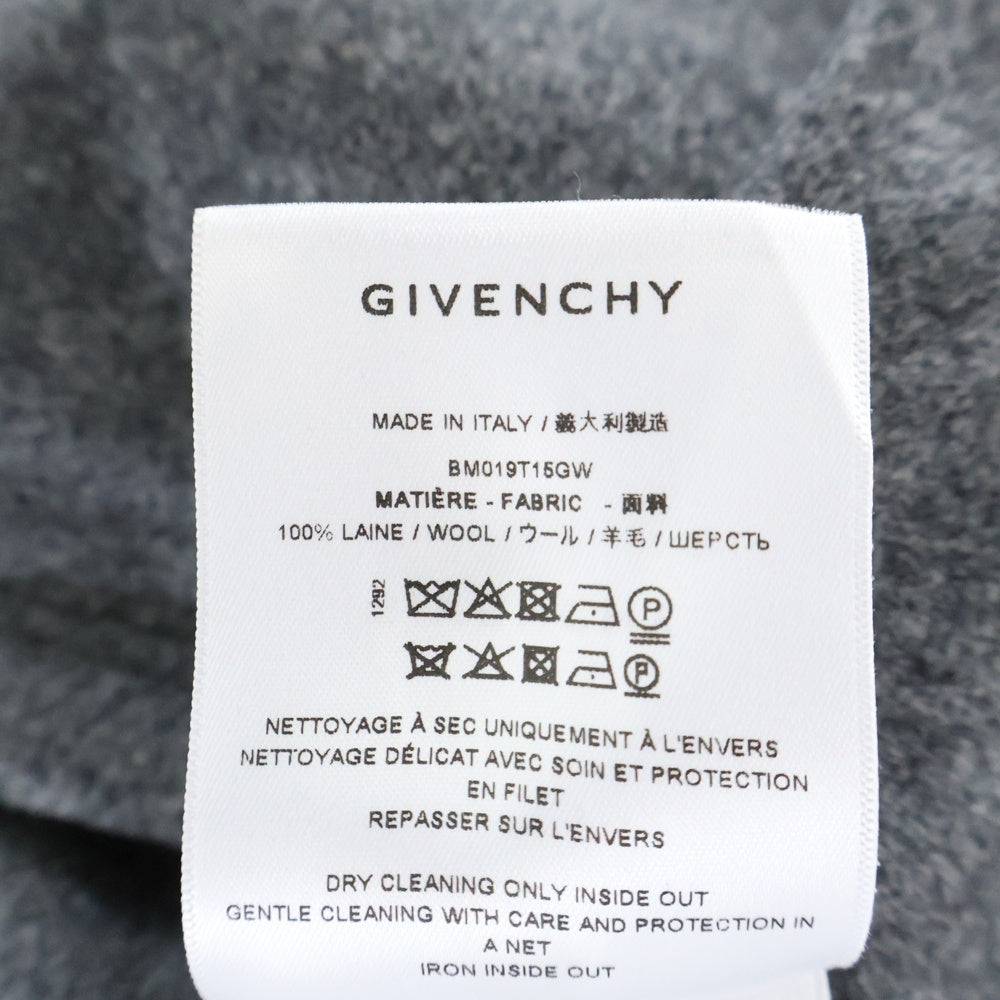 GIVENCHY
MADE IN ITALY / 義大利製造
BM019T15GW
MATIÈRE - FABRIC - 面料
100% LAINE / WOOL / ウール / 羊毛 / ШЕРСТЬ
1292
P
P
NETTOYAGE À SEC UNIQUEMENT À L'ENVERS
NETTOYAGE DÉLICAT AVEC SOIN ET PROTECTION
EN FILET
REPASSER SUR L'ENVERS
DRY CLEANING ONLY INSIDE OUT
GENTLE CLEANING WITH CARE AND PROTECTION IN
A NET
IRON INSIDE OUT